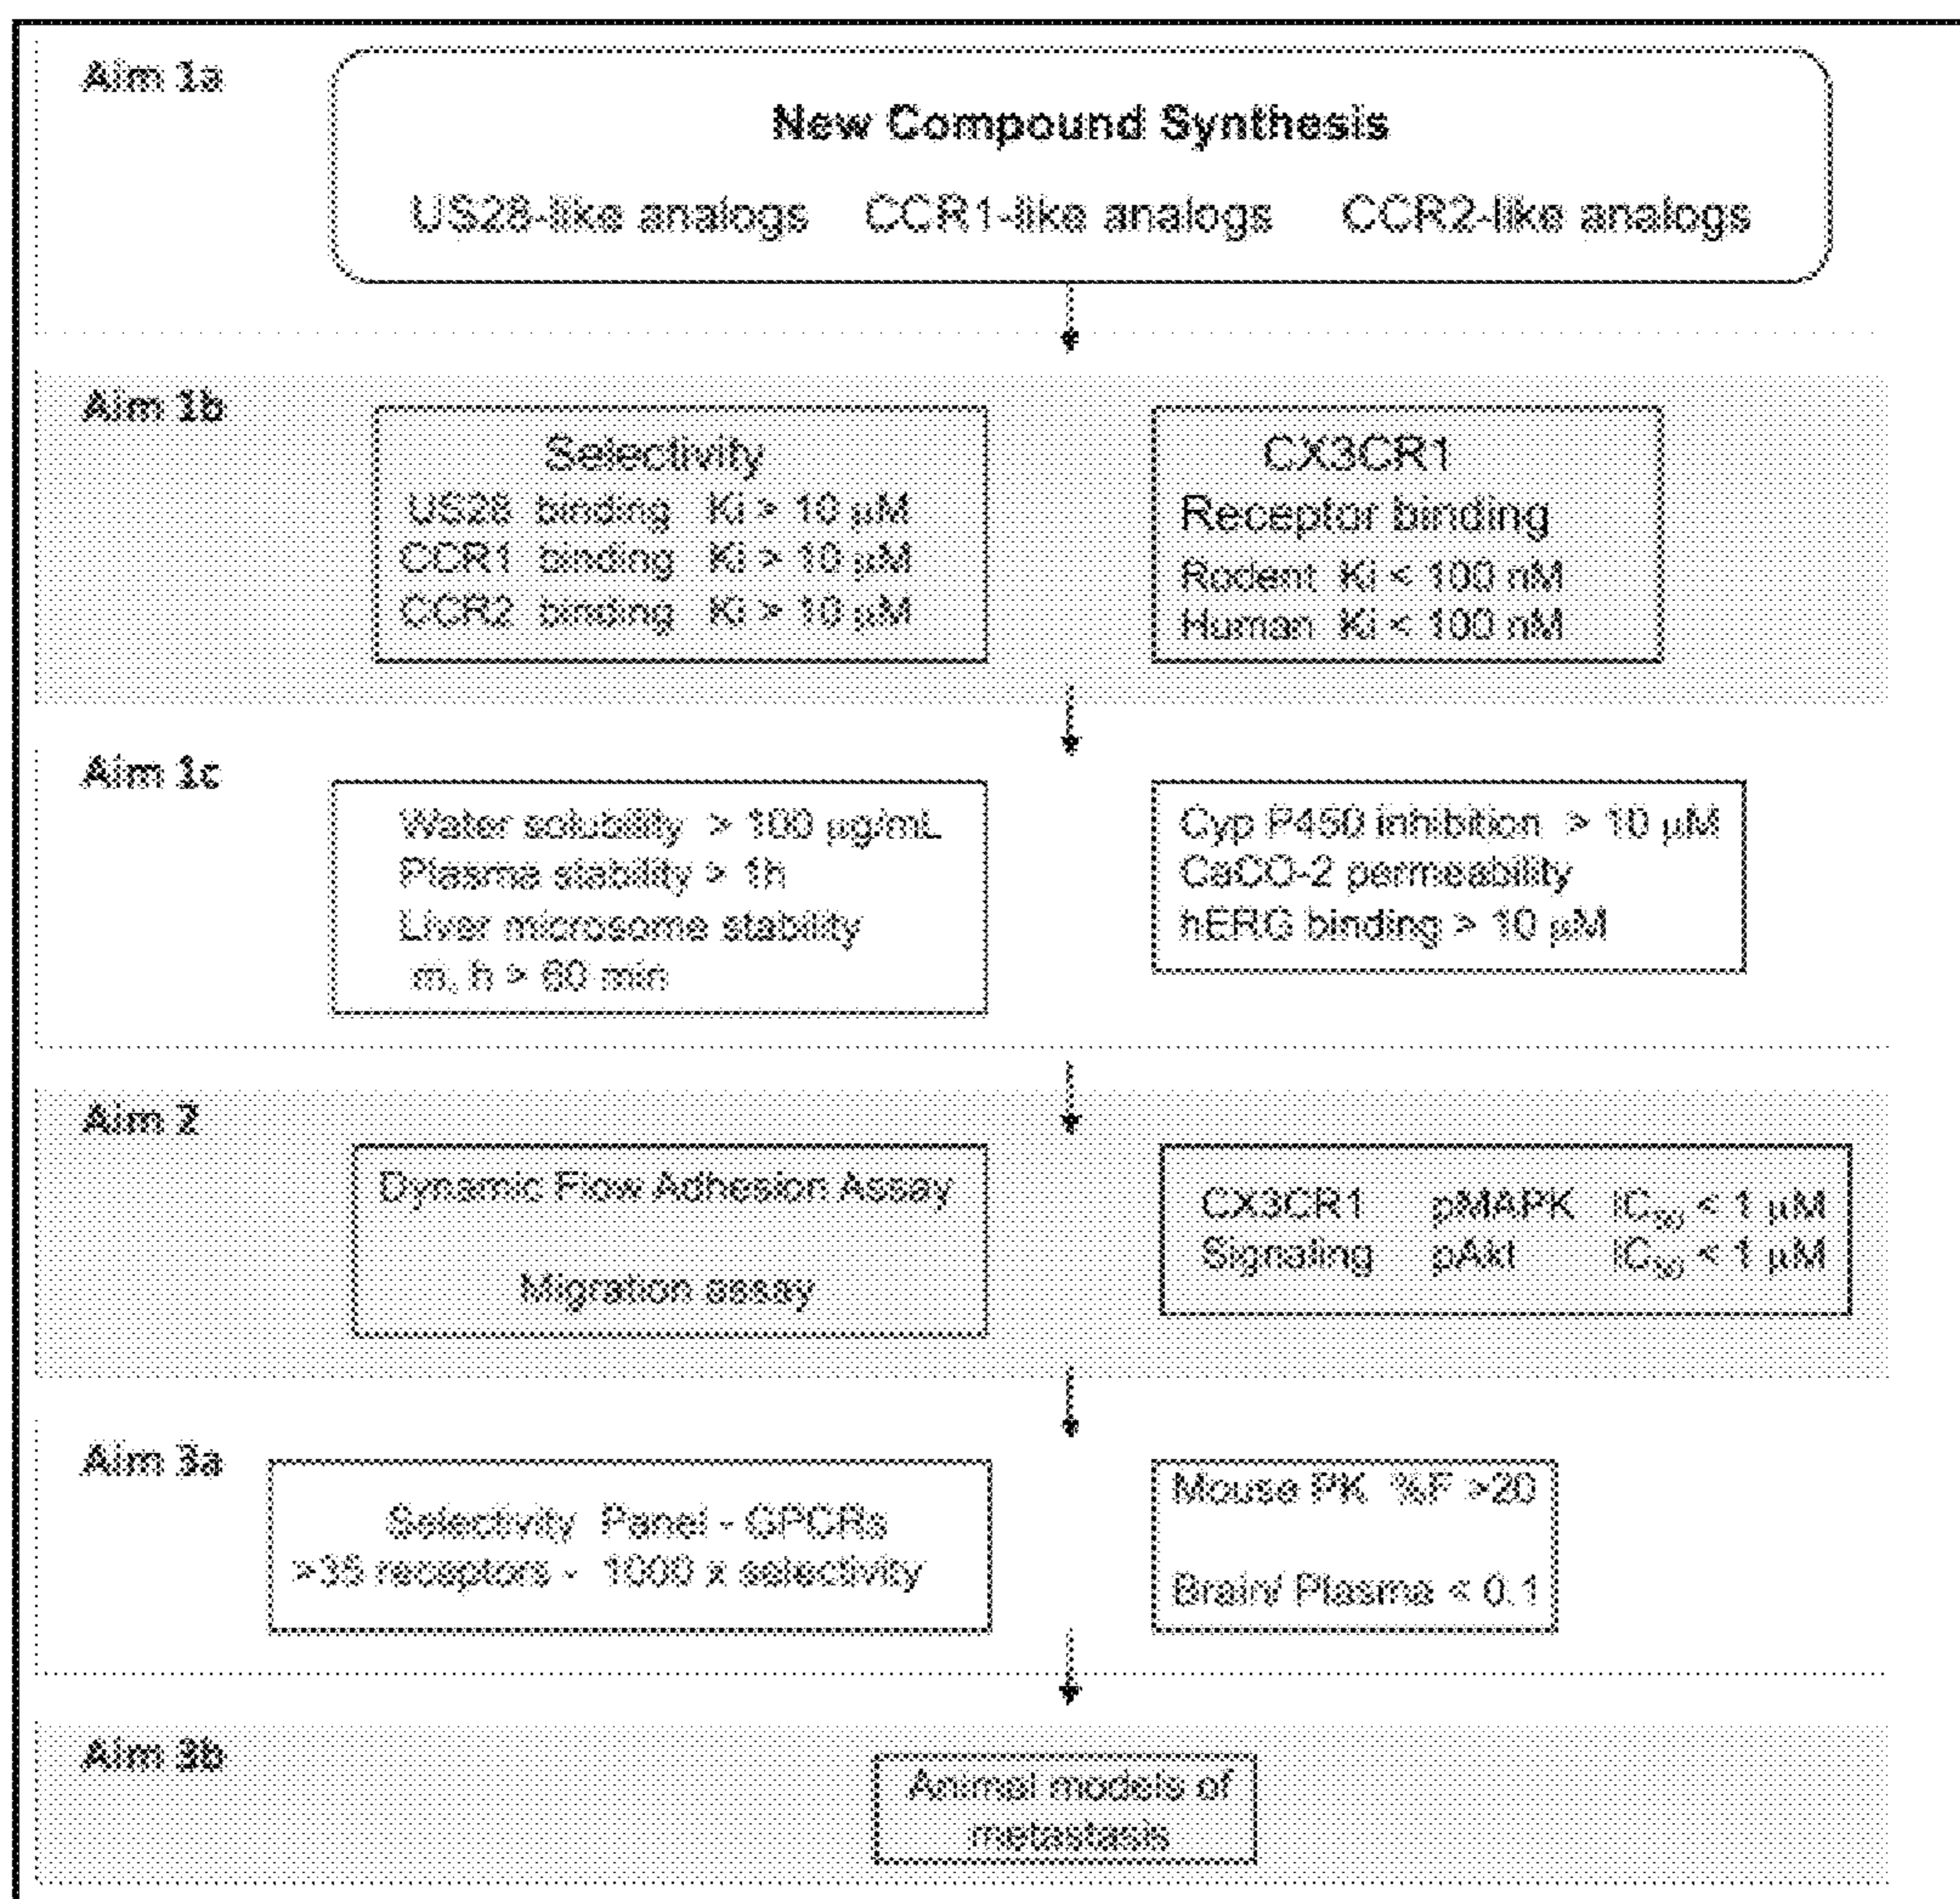 Aim 1a
New Compound Synthesis
US28-like analogs CCR1-like analogs CCR2-like analogs
Aim 1b
Selectivity
US28 binding Ki > 10 µM
CCR1 binding Ki > 10 µM
CCR2 binding Ki > 10 µM
CX3CR1
Receptor binding
Rodent Ki < 100 nM
Human Ki < 100 nM
Aim 1c
Water solubility > 100 µg/mL
Plasma stability > 1h
Liver microsome stability
m, h > 60 min
Cyp P450 inhibition > 10 µM
CaCO-2 permeability
hERG binding > 10 µM
Aim 2
Dynamic Flow Adhesion Assay
Migration assay
CX3CR1 pMAPK IC50 < 1 µM
Signaling pAkt IC50 < 1 µM
Aim 3a
Selectivity Panel - GPCRs
>35 receptors - 1000 x selectivity
Mouse PK %F >20
Brain/ Plasma < 0.1
Aim 3b
Animal models of
metastasis